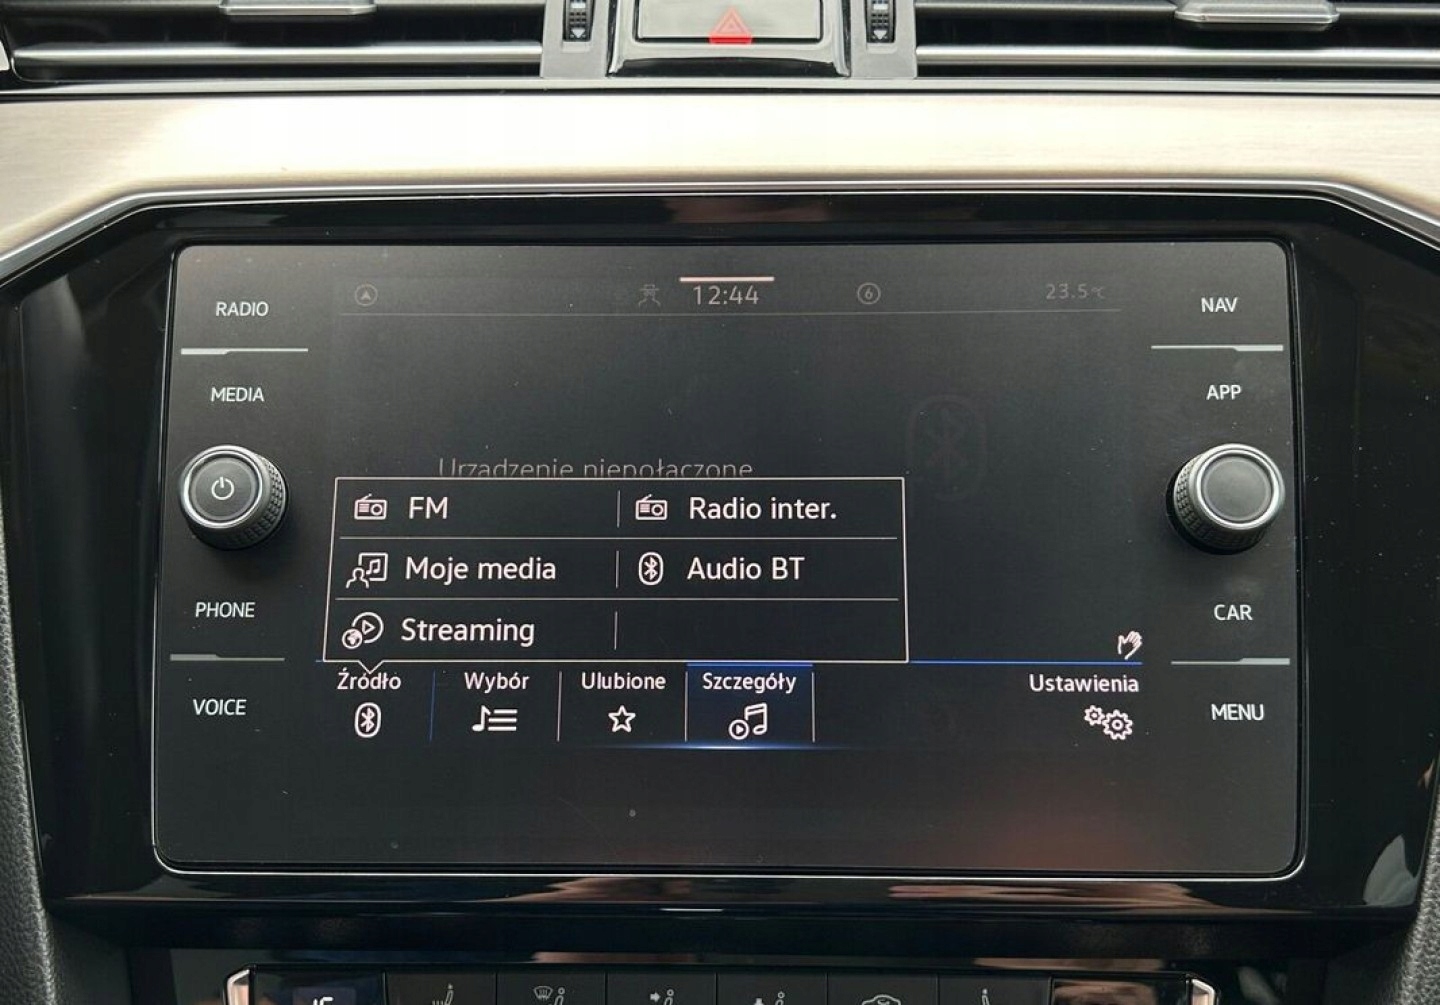 RADIO
12:44
6
23.5°C
NAV
MEDIA
APP
Urządzenie niepołączone
FM
Radio inter.
Moje media
Audio BT
PHONE
CAR
Streaming
Źródło
Wybór
Ulubione
Szczegóły
Ustawienia
VOICE
MENU